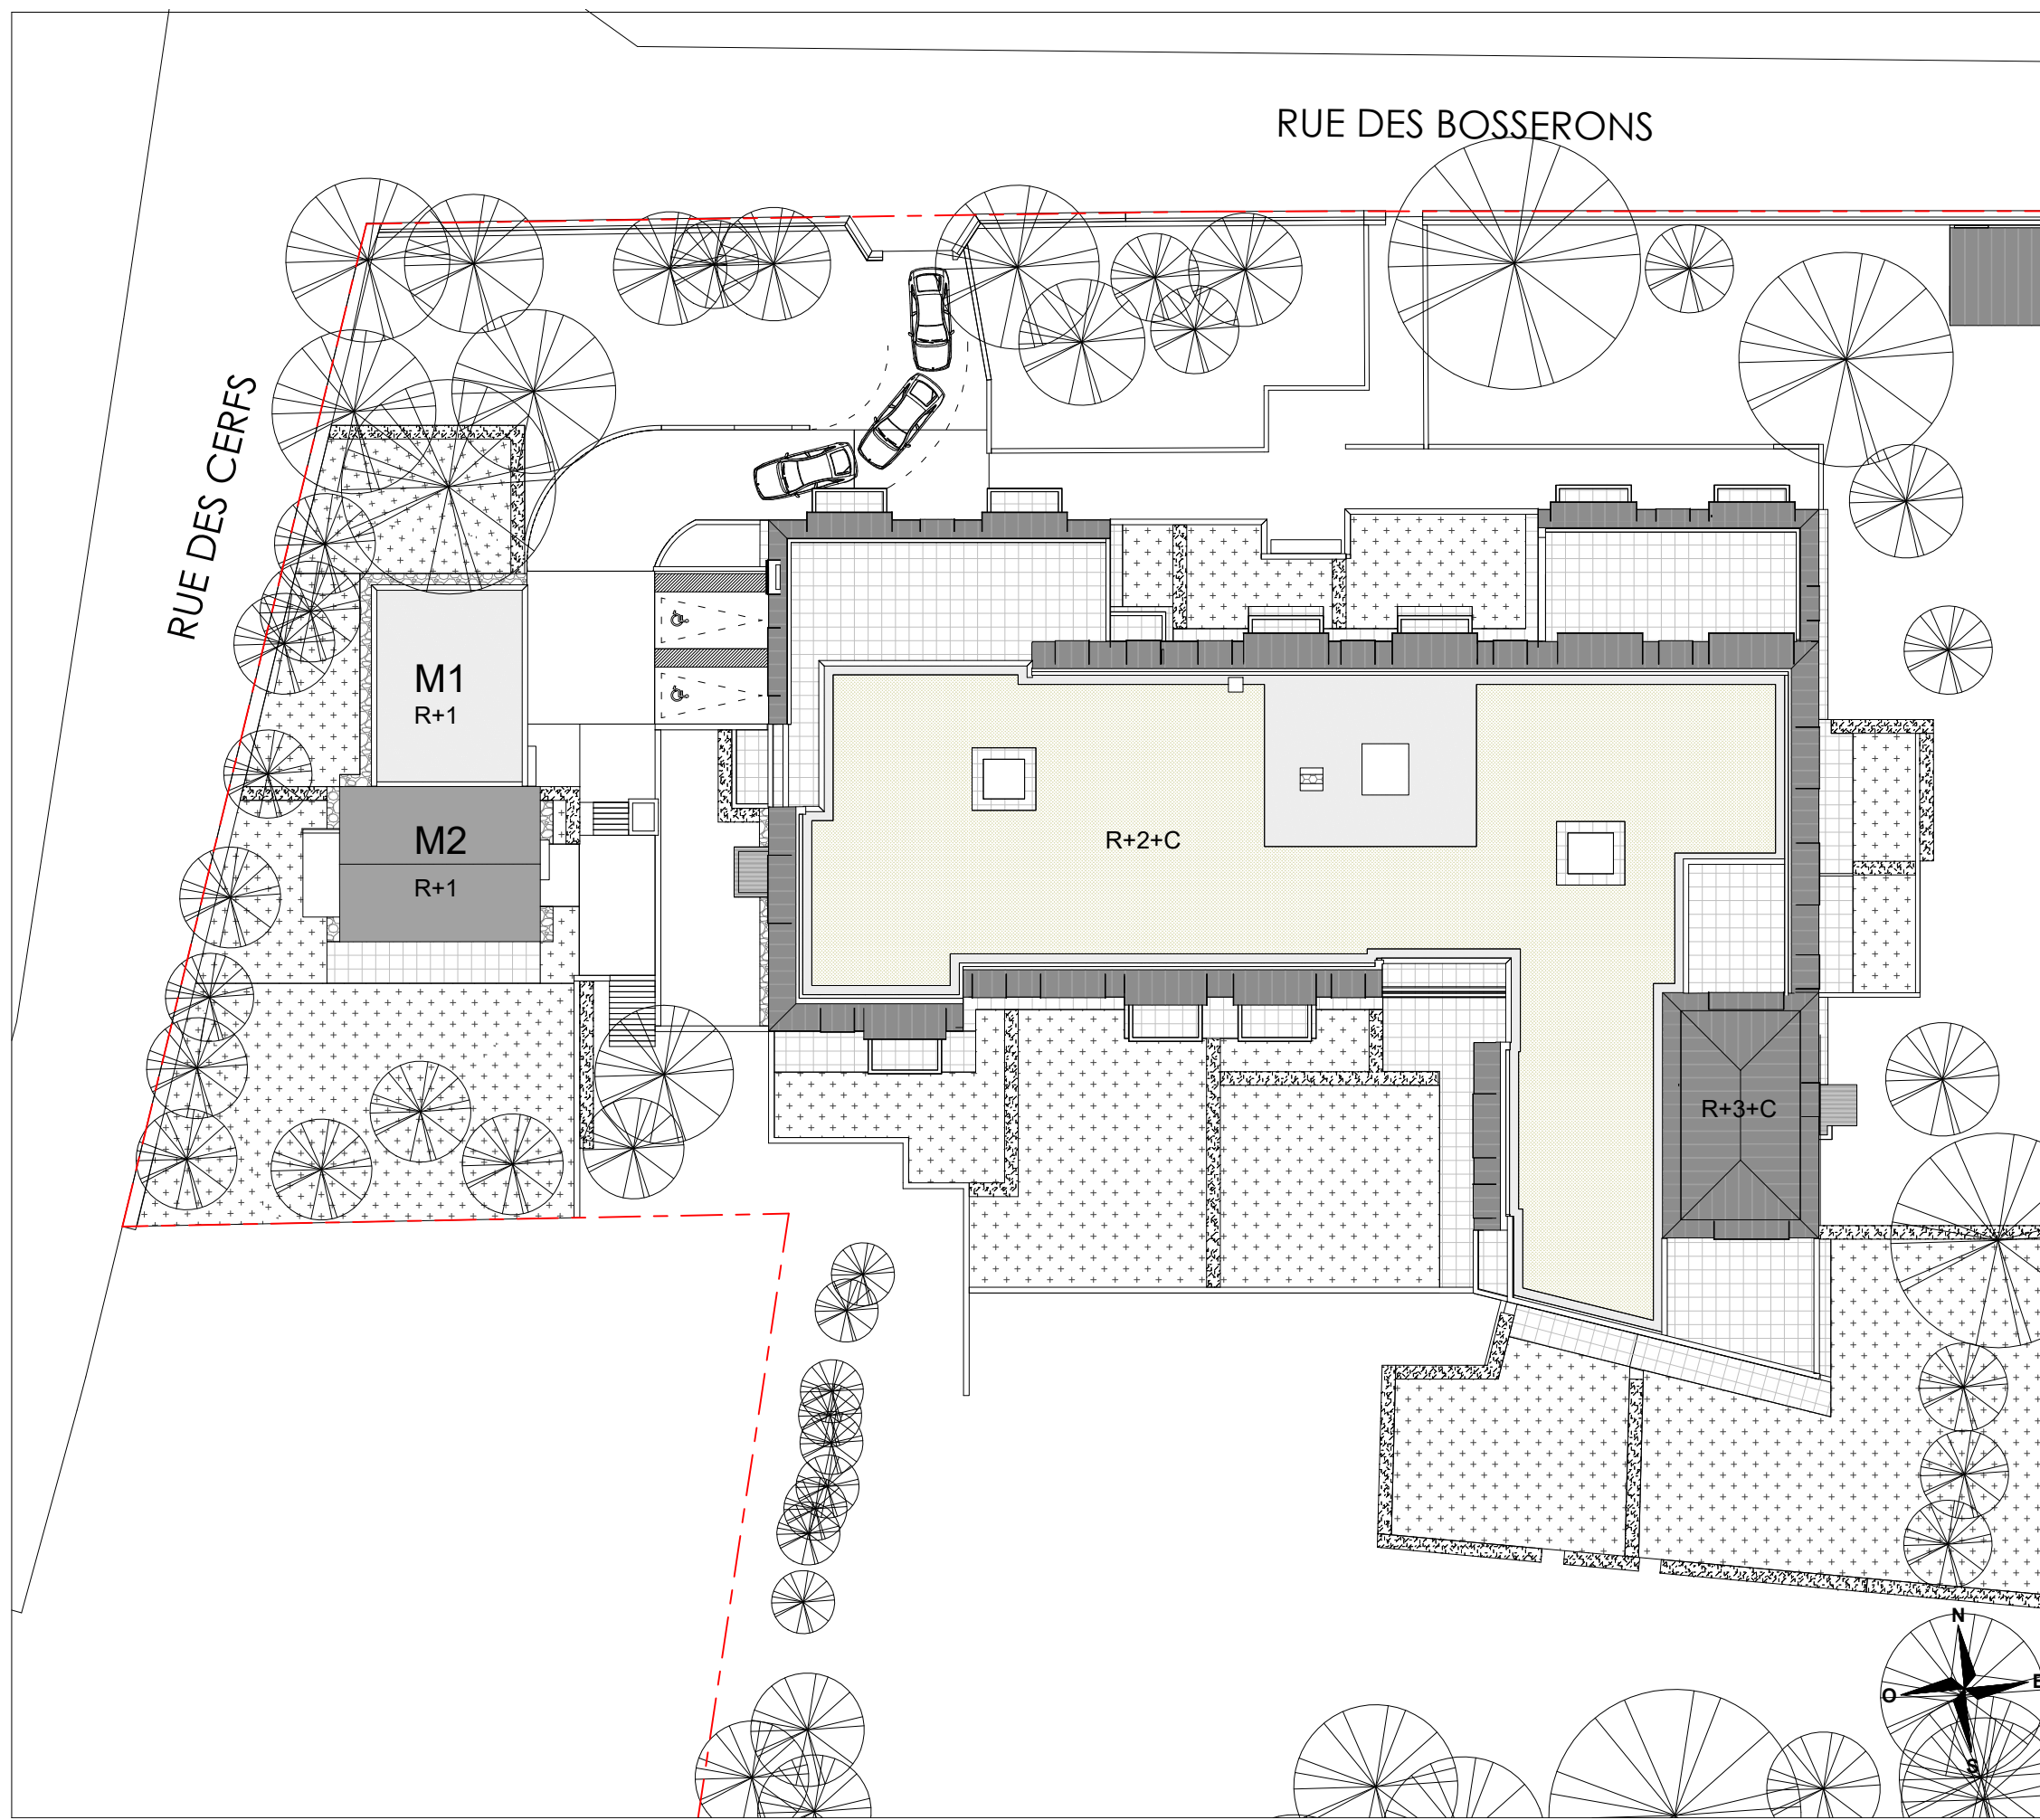 RUE DES BOSSERONS
RUE DES CERFS
M1
R+1
M2
R+1
R+2+C
R+3+C
N
O
E
S